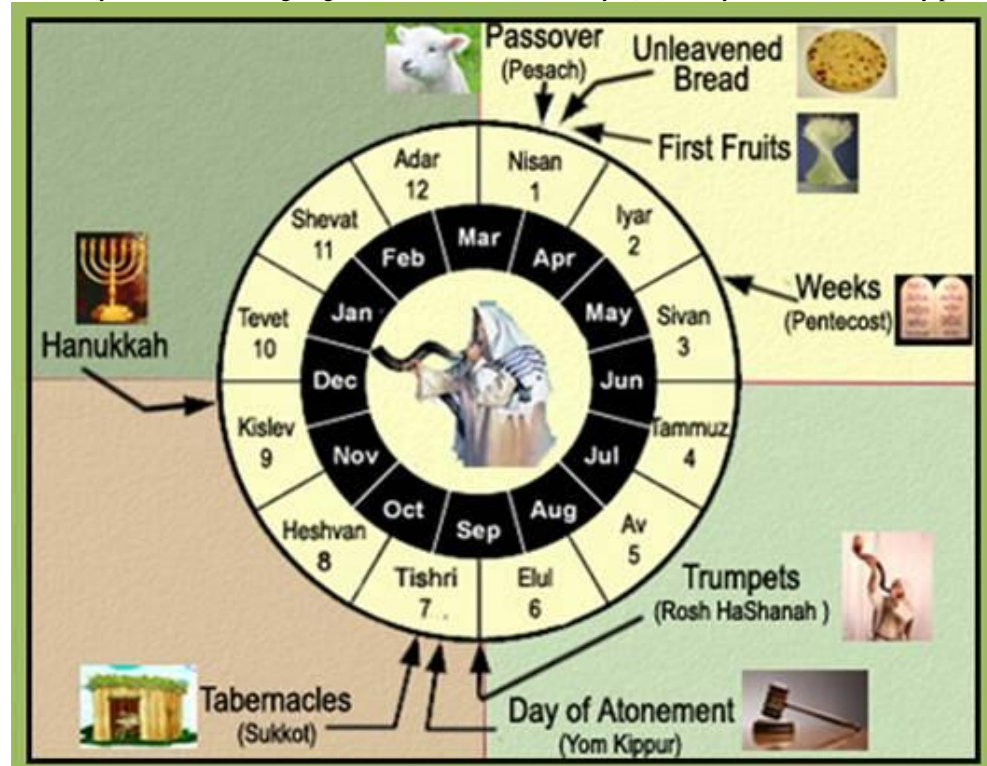 Passover
(Pesach)
Unleavened
Bread
First Fruits
Weeks
(Pentecost)
Hanukkah
Adar
12
Nisan
1
Iyar
2
Sivan
3
Tammuz
4
Av
5
Elul
6
Tishri
7
Heshvan
8
Kislev
9
Tevet
10
Shevat
11
Mar
Apr
May
Jun
Jul
Aug
Sep
Oct
Nov
Dec
Jan
Feb
Trumpets
(Rosh HaShanah )
Day of Atonement
(Yom Kippur)
Tabernacles
(Sukkot)